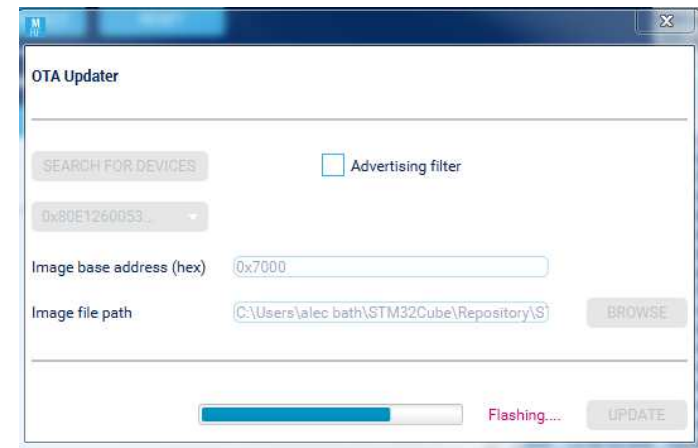 OTA Updater
SEARCH FOR DEVICES
Advertising filter
0x80E1260053...
Image base address (hex)
0x7000
Image file path
C:\Users\alec bath\STM32Cube\Repository\ST
BROWSE
Flashing....
UPDATE